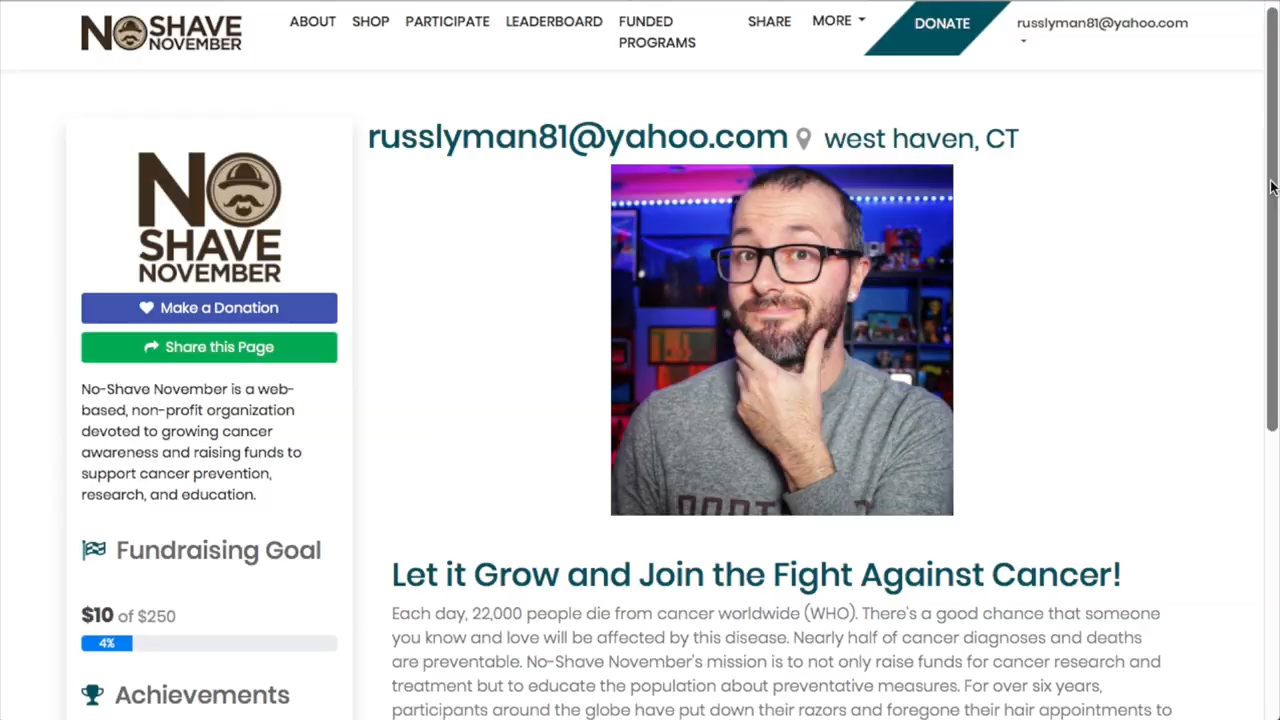 NO SHAVE NOVEMBER
ABOUT
SHOP
PARTICIPATE
LEADERBOARD
FUNDED
PROGRAMS
SHARE
MORE
DONATE
russlyman81@yahoo.com
NO
SHAVE
NOVEMBER
Make a Donation
Share this Page
No-Shave November is a web-
based, non-profit organization
devoted to growing cancer
awareness and raising funds to
support cancer prevention,
research, and education.
Fundraising Goal
$10 of $250
4%
Achievements
russlyman81@yahoo.com west haven, CT
Let it Grow and Join the Fight Against Cancer!
Each day, 22,000 people die from cancer worldwide (WHO). There's a good chance that someone
you know and love will be affected by this disease. Nearly half of cancer diagnoses and deaths
are preventable. No-Shave November's mission is to not only raise funds for cancer research and
treatment but to educate the population about preventative measures. For over six years,
participants around the globe have put down their razors and foregone their hair appointments to